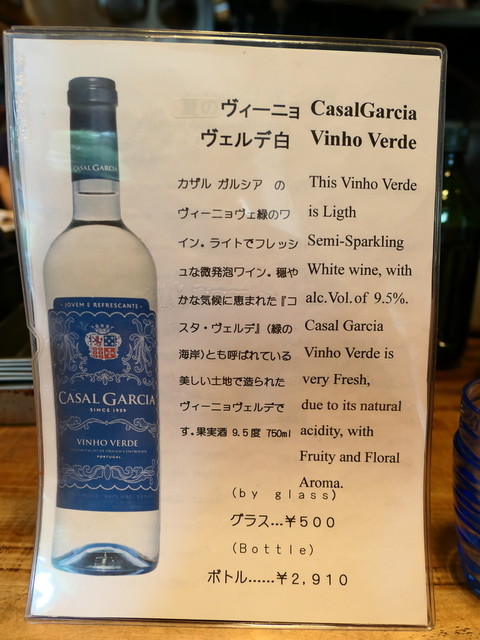 夏の ヴィーニョ
ヴェルデ白
CasalGarcia
Vinho Verde
カザル ガルシア の
ヴィーニョヴェ緑のワ
イン。ライトでフレッシ
ュな微発泡ワイン。穏や
かな気候に恵まれた『コ
スタ・ヴェルデ』(緑の
海岸)とも呼ばれている
美しい土地で造られた
ヴィーニョヴェルデで
す。果実酒 9.5度 750ml
This Vinho Verde
is Ligth
Semi-Sparkling
White wine, with
alc.Vol.of 9.5%.
Casal Garcia
Vinho Verde is
very Fresh,
due to its natural
acidity, with
Fruity and Floral
Aroma.
(by glass)
グラス...¥500
(Bottle)
ボトル......¥2,910
CASAL GARCIA
JOVEM E REFRESCANTE
CASAL GARCIA
SINCE 1939
VINHO VERDE
PORTUGAL